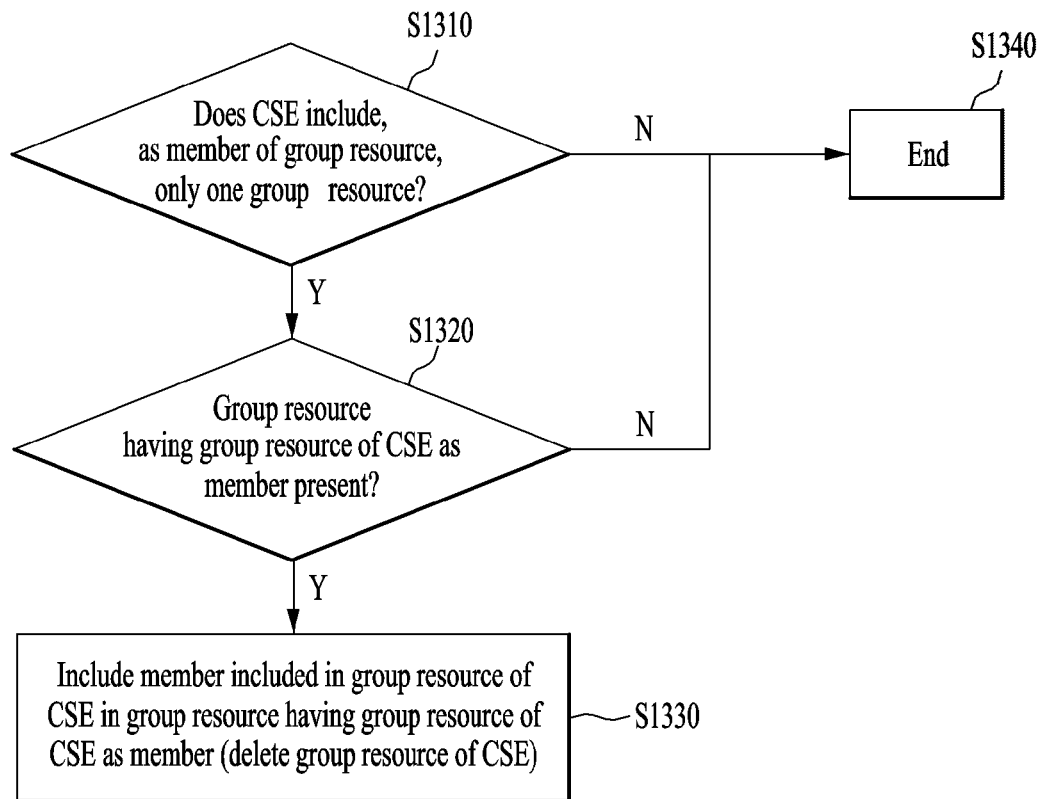 S1310
Does CSE include,
as member of group resource,
only one group resource?
N
S1340
End
Y
S1320
Group resource
having group resource of CSE as
member present?
N
Y
Include member included in group resource of
CSE in group resource having group resource of
CSE as member (delete group resource of CSE)
S1330